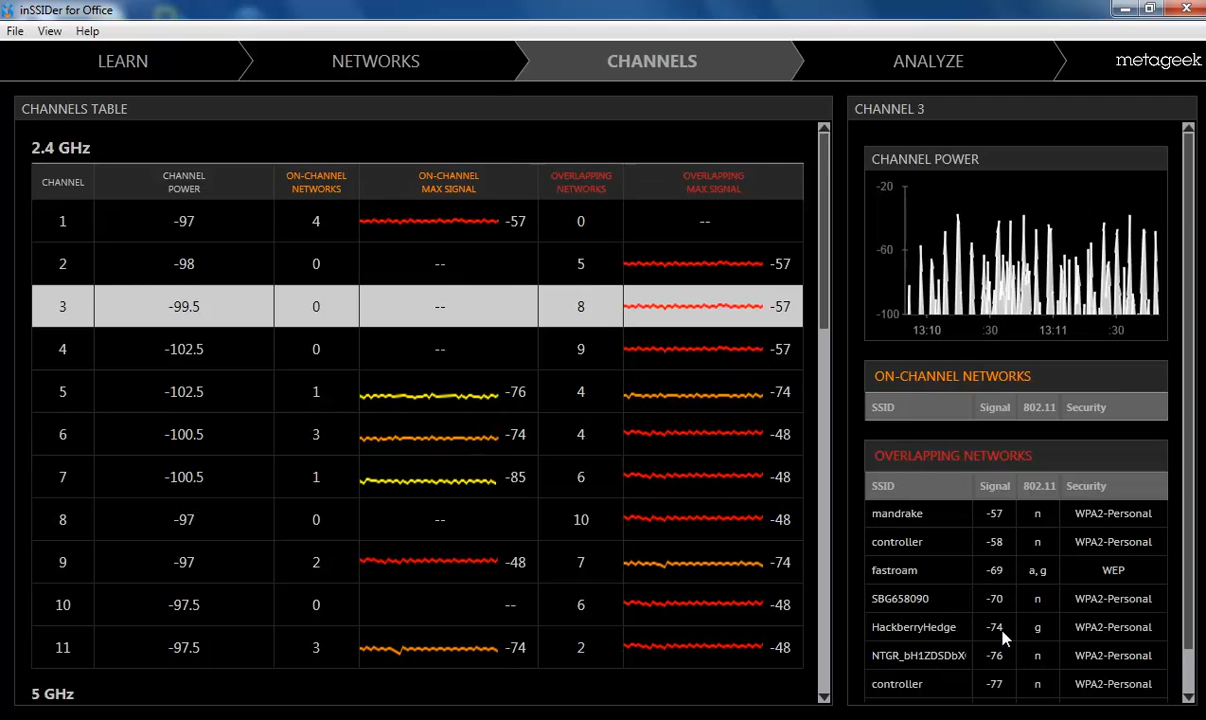 inSSIDer for Office
File View Help
LEARN NETWORKS CHANNELS ANALYZE metageek
CHANNELS TABLE
2.4 GHz
CHANNEL CHANNEL POWER ON-CHANNEL NETWORKS ON-CHANNEL MAX SIGNAL OVERLAPPING NETWORKS OVERLAPPING MAX SIGNAL
1 -97 4 -57 0 --
2 -98 0 -- 5 -57
3 -99.5 0 -- 8 -57
4 -102.5 0 -- 9 -57
5 -102.5 1 -76 4 -74
6 -100.5 3 -74 4 -48
7 -100.5 1 -85 6 -48
8 -97 0 -- 10 -48
9 -97 2 -48 7 -74
10 -97.5 0 -- 6 -48
11 -97.5 3 -74 2 -48
5 GHz
CHANNEL 3
CHANNEL POWER
-20
-60
-100
13:10 :30 13:11 :30
ON-CHANNEL NETWORKS
SSID Signal 802.11 Security
OVERLAPPING NETWORKS
SSID Signal 802.11 Security
mandrake -57 n WPA2-Personal
controller -58 n WPA2-Personal
fastroam -69 a, g WEP
SBG658090 -70 n WPA2-Personal
HackberryHedge -74 g WPA2-Personal
NTGR_bH1ZDSDbX -76 n WPA2-Personal
controller -77 n WPA2-Personal